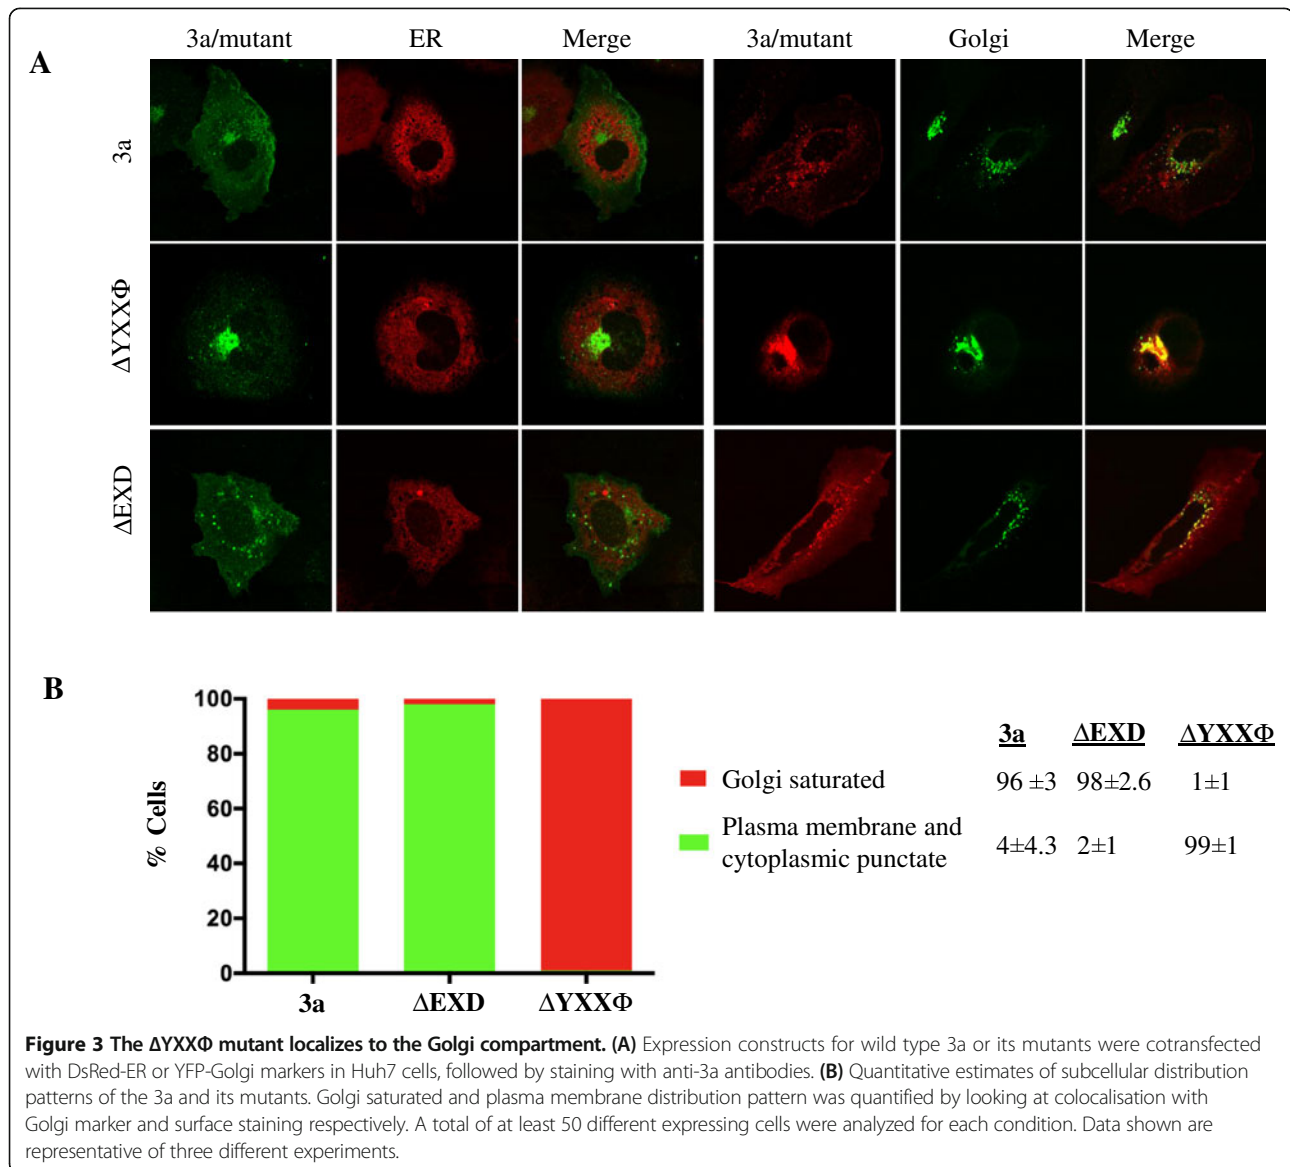 3a/mutant ER Merge 3a/mutant Golgi Merge
A
3a
ΔYXXΦ
ΔEXD
B
100
80
60
40
20
0
% Cells
3a ΔEXD ΔYXXΦ
3a ΔEXD ΔYXXΦ
Golgi saturated 96 ±3 98±2.6 1±1
Plasma membrane and
cytoplasmic punctate 4±4.3 2±1 99±1
Figure 3 The ΔYXXΦ mutant localizes to the Golgi compartment. (A) Expression constructs for wild type 3a or its mutants were cotransfected
with DsRed-ER or YFP-Golgi markers in Huh7 cells, followed by staining with anti-3a antibodies. (B) Quantitative estimates of subcellular distribution
patterns of the 3a and its mutants. Golgi saturated and plasma membrane distribution pattern was quantified by looking at colocalisation with
Golgi marker and surface staining respectively. A total of at least 50 different expressing cells were analyzed for each condition. Data shown are
representative of three different experiments.